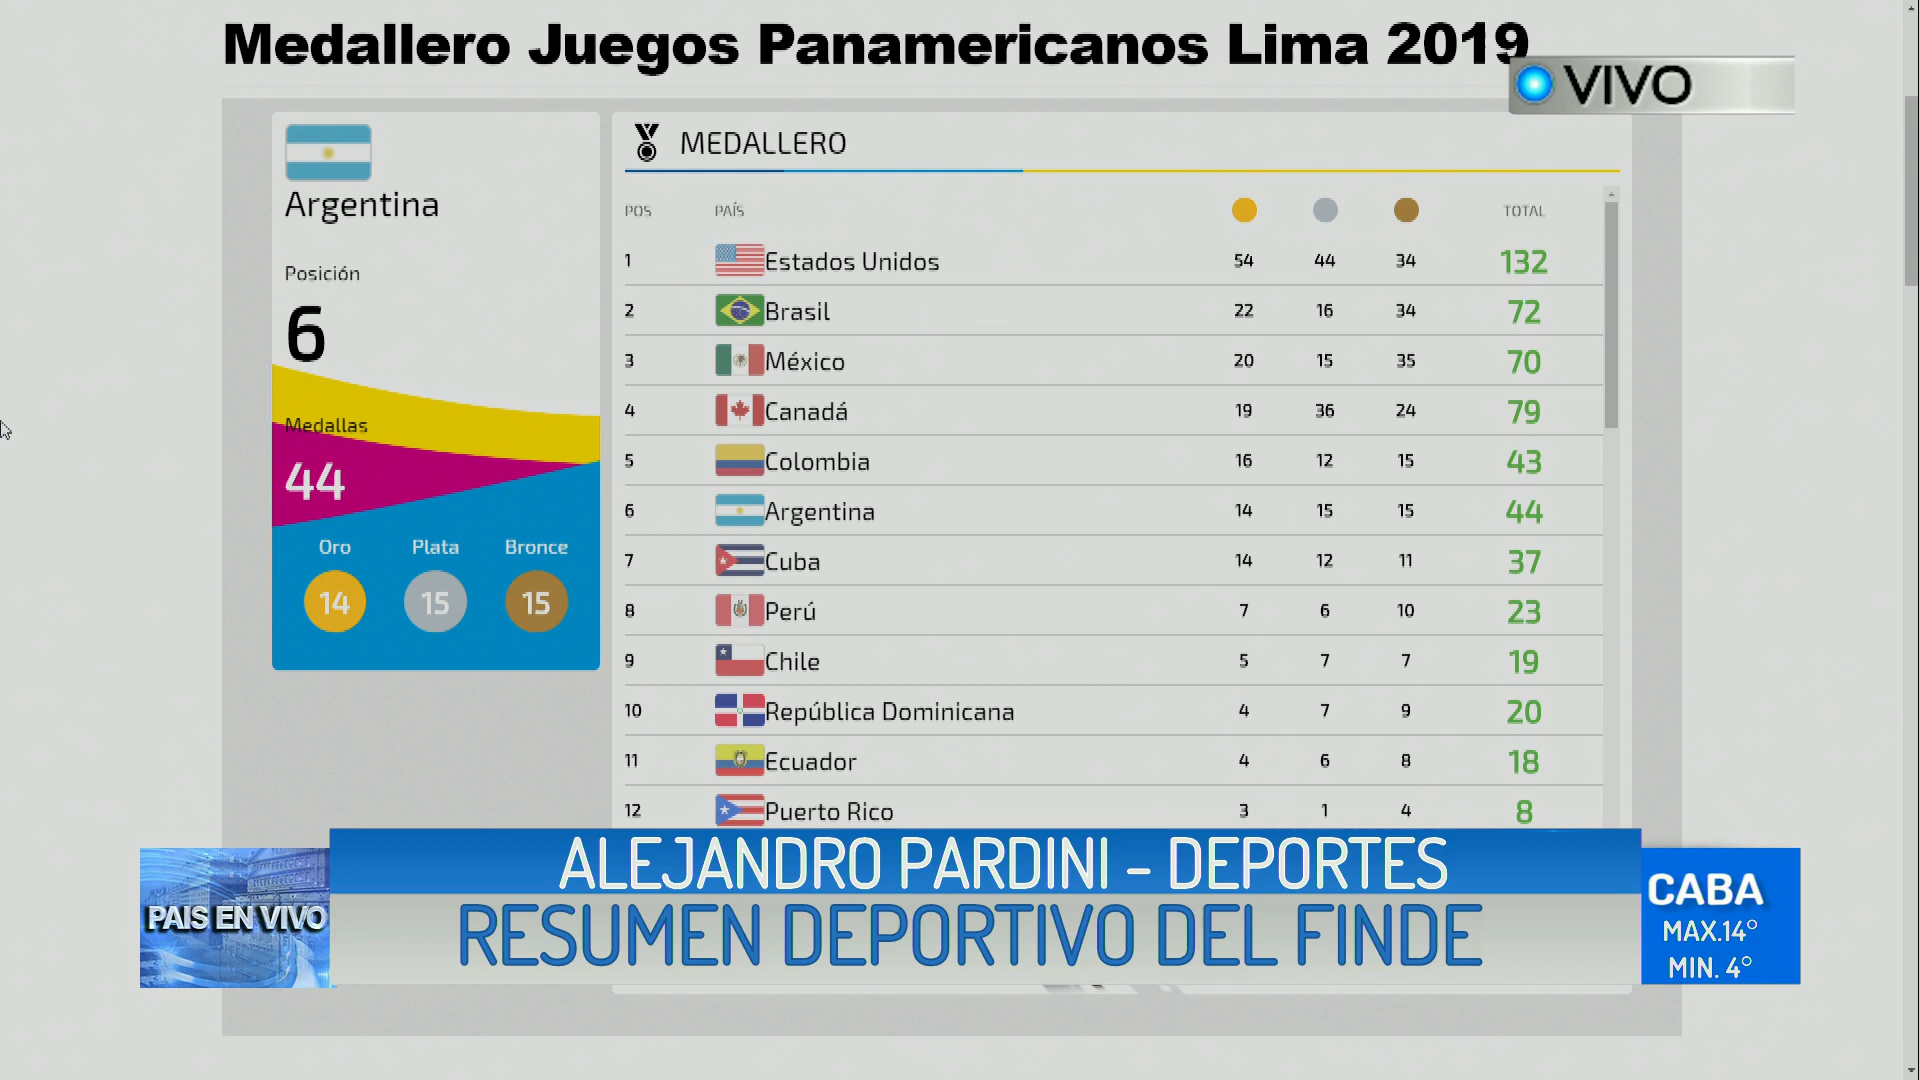 Medallero Juegos Panamericanos Lima 2019
VIVO
Argentina
Posición
6
Medallas
44
Oro Plata Bronce
14 15 15
MEDALLERO
POS PAÍS TOTAL
1 Estados Unidos 54 44 34 132
2 Brasil 22 16 34 72
3 México 20 15 35 70
4 Canadá 19 36 24 79
5 Colombia 16 12 15 43
6 Argentina 14 15 15 44
7 Cuba 14 12 11 37
8 Perú 7 6 10 23
9 Chile 5 7 7 19
10 República Dominicana 4 7 9 20
11 Ecuador 4 6 8 18
12 Puerto Rico 3 1 4 8
ALEJANDRO PARDINI - DEPORTES
RESUMEN DEPORTIVO DEL FINDE
PAIS EN VIVO
CABA
MAX.14°
MIN. 4°